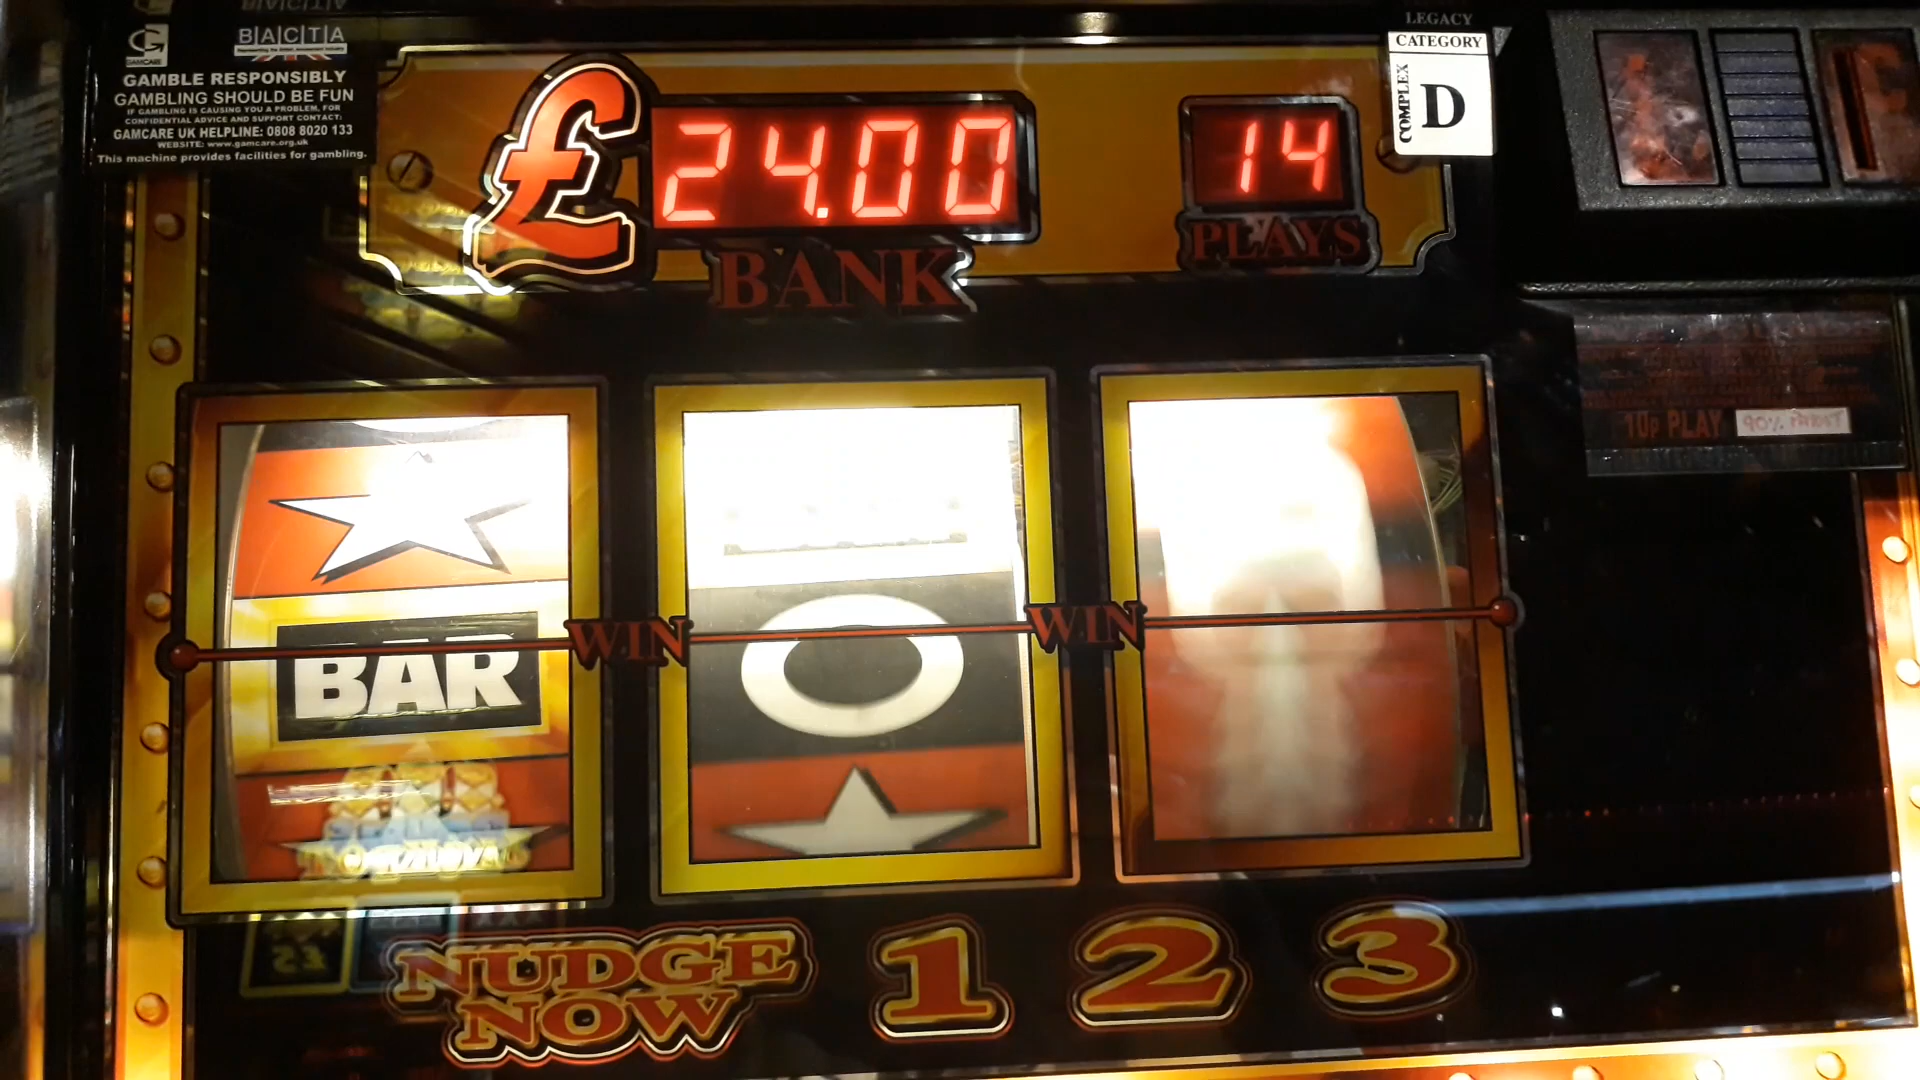 GAMCARE
B|A|C|T|A
GAMBLE RESPONSIBLY
GAMBLING SHOULD BE FUN
IF GAMBLING IS CAUSING YOU A PROBLEM, FOR
CONFIDENTIAL ADVICE AND SUPPORT CONTACT:
GAMCARE UK HELPLINE: 0808 8020 133
WEBSITE: www.gamcare.org.uk
This machine provides facilities for gambling.
£ 24.00
BANK
14
PLAYS
LEGACY
CATEGORY
COMPLEX
D
10p PLAY
BAR
WIN
WIN
NUDGE
NOW
1 2 3